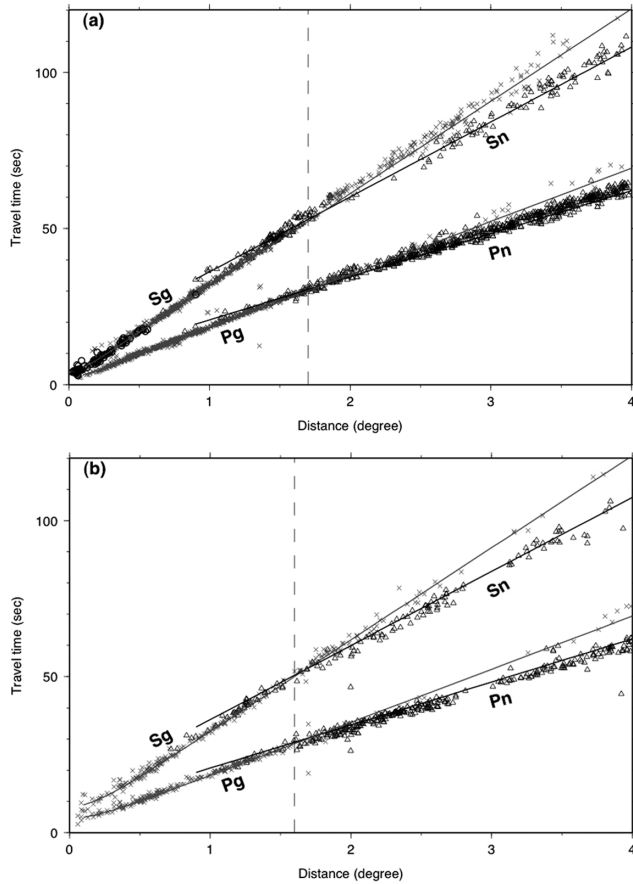 (a)
100
50
0
Travel time (sec)
Sg
Pg
Sn
Pn
0 1 2 3 4
Distance (degree)
(b)
100
50
0
Travel time (sec)
Sg
Pg
Sn
Pn
0 1 2 3 4
Distance (degree)